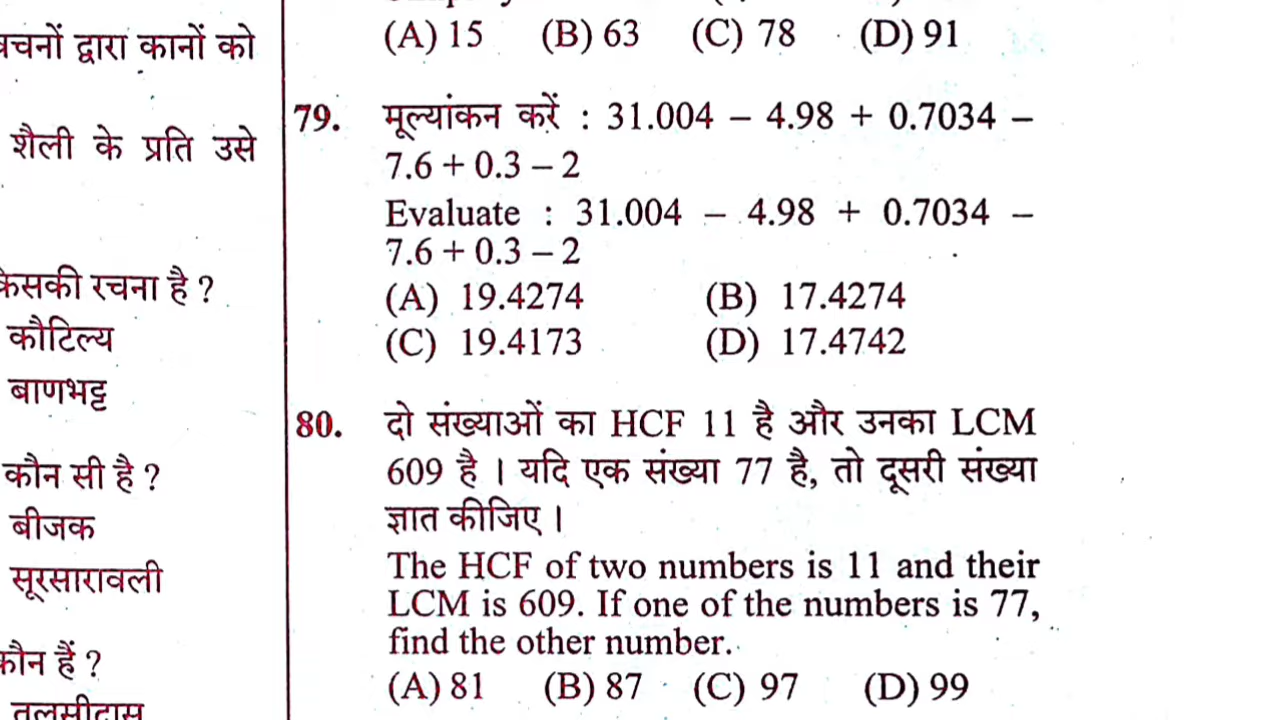 वचनों द्वारा कानों को
शैली के प्रति उसे
किसकी रचना है ?
कौटिल्य
बाणभट्ट
कौन सी है ?
बीजक
सूरसारावली
कौन हैं ?
तुलसीदास
(A) 15 (B) 63 (C) 78 (D) 91
79. मूल्यांकन करें : 31.004 – 4.98 + 0.7034 –
7.6 + 0.3 – 2
Evaluate : 31.004 – 4.98 + 0.7034 –
7.6 + 0.3 – 2
(A) 19.4274 (B) 17.4274
(C) 19.4173 (D) 17.4742
80. दो संख्याओं का HCF 11 है और उनका LCM
609 है । यदि एक संख्या 77 है, तो दूसरी संख्या
ज्ञात कीजिए ।
The HCF of two numbers is 11 and their
LCM is 609. If one of the numbers is 77,
find the other number.
(A) 81 (B) 87 (C) 97 (D) 99